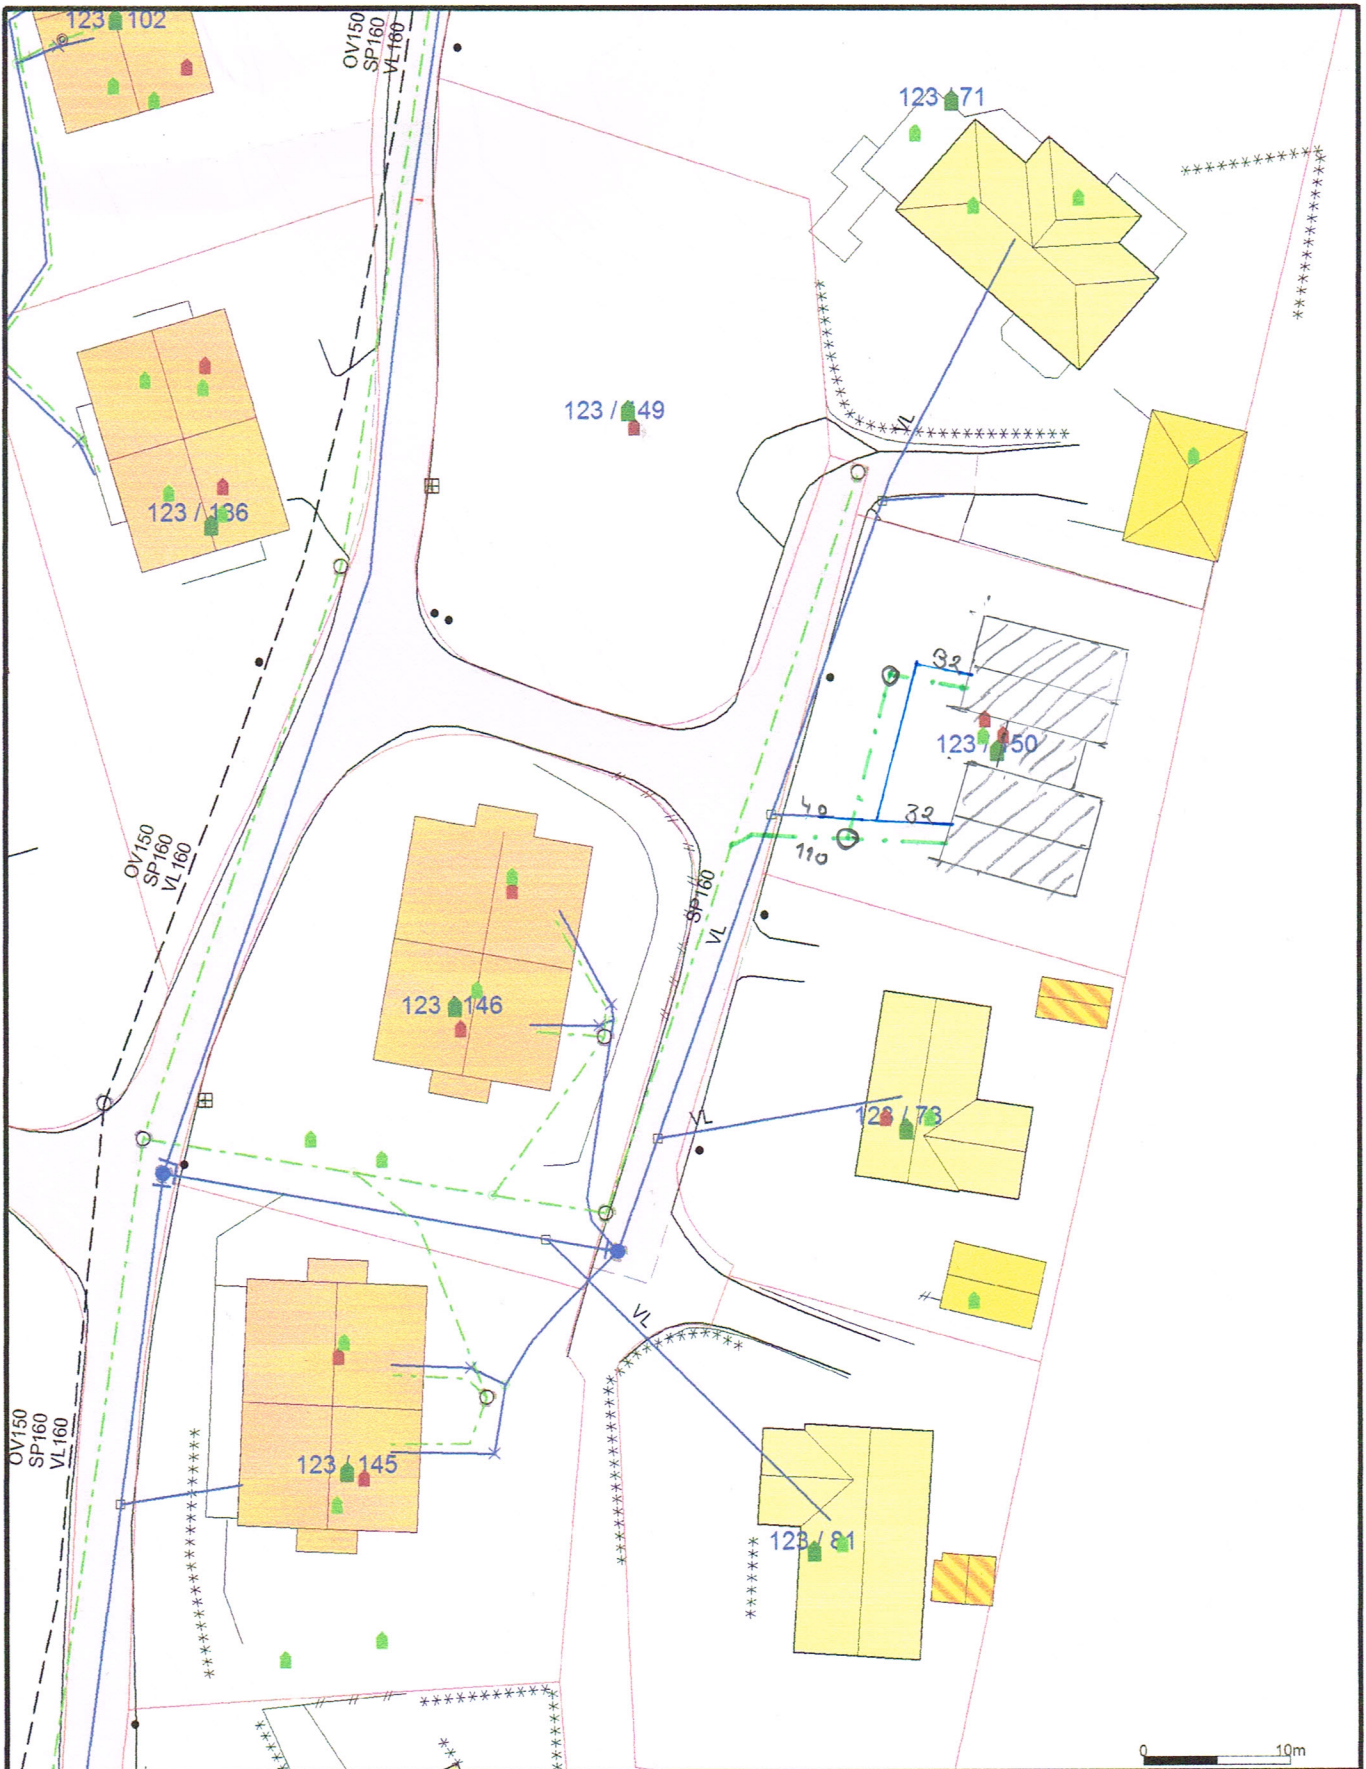 123 / 102
OV150
SP160
VL160
123 / 71
123 / 149
VL
123 / 136
32
123 / 150
40
32
110
OV150
SP160
VL160
SP160
VL
123 / 146
VL
123 / 73
VL
OV150
SP160
VL160
123 / 145
123 / 81
0
10m